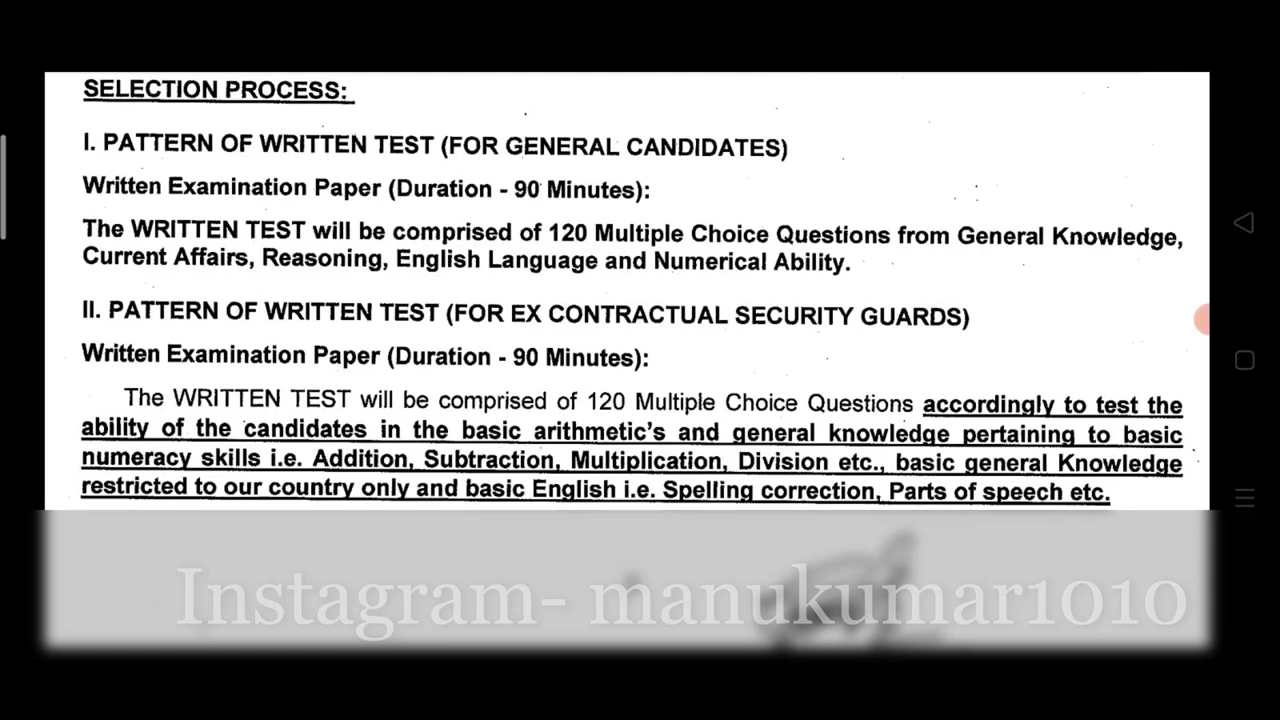 SELECTION PROCESS:
I. PATTERN OF WRITTEN TEST (FOR GENERAL CANDIDATES)
Written Examination Paper (Duration - 90 Minutes):
The WRITTEN TEST will be comprised of 120 Multiple Choice Questions from General Knowledge,
Current Affairs, Reasoning, English Language and Numerical Ability.
II. PATTERN OF WRITTEN TEST (FOR EX CONTRACTUAL SECURITY GUARDS)
Written Examination Paper (Duration - 90 Minutes):
The WRITTEN TEST will be comprised of 120 Multiple Choice Questions accordingly to test the
ability of the candidates in the basic arithmetic's and general knowledge pertaining to basic
numeracy skills i.e. Addition, Subtraction, Multiplication, Division etc., basic general Knowledge
restricted to our country only and basic English i.e. Spelling correction, Parts of speech etc.
Instagram- manukumar1010